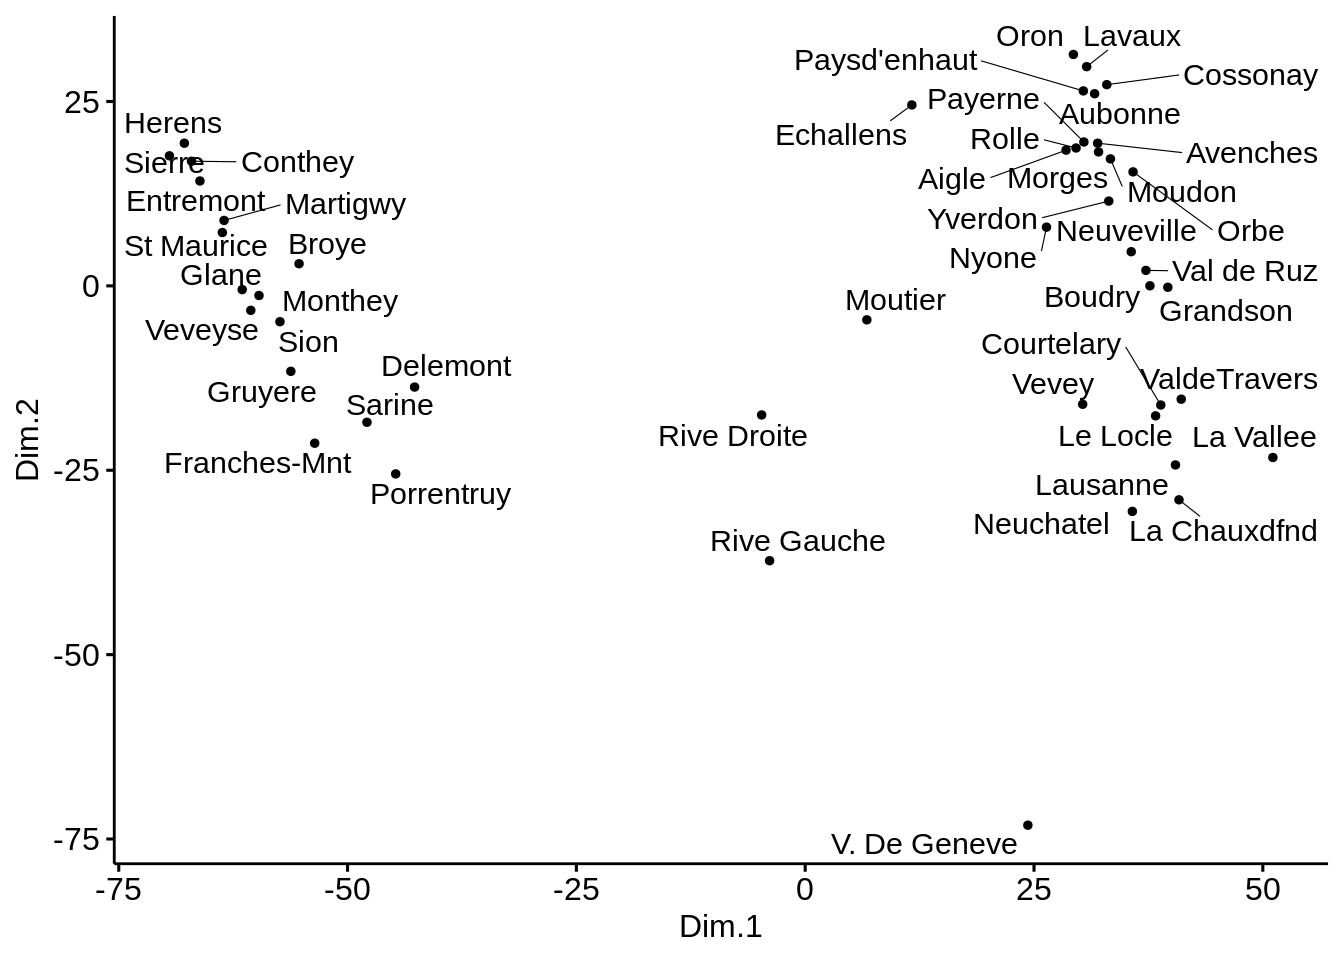 Oron
Lavaux
Paysd'enhaut
Cossonay
25
Payerne
Aubonne
Herens
Echallens
Rolle
Avenches
Sierre
Conthey
Aigle
Morges
Moudon
Entremont
Martigwy
Yverdon
Neuveville
Orbe
St Maurice
Broye
Nyone
Glane
Val de Ruz
0
Monthey
Moutier
Boudry
Grandson
Veveyse
Sion
Courtelary
Delemont
Vevey
ValdeTravers
Gruyere
Sarine
Rive Droite
Le Locle
La Vallee
Dim.2
-25
Franches-Mnt
Porrentruy
Lausanne
Neuchatel
La Chauxdfnd
Rive Gauche
-50
-75
V. De Geneve
-75
-50
-25
0
25
50
Dim.1